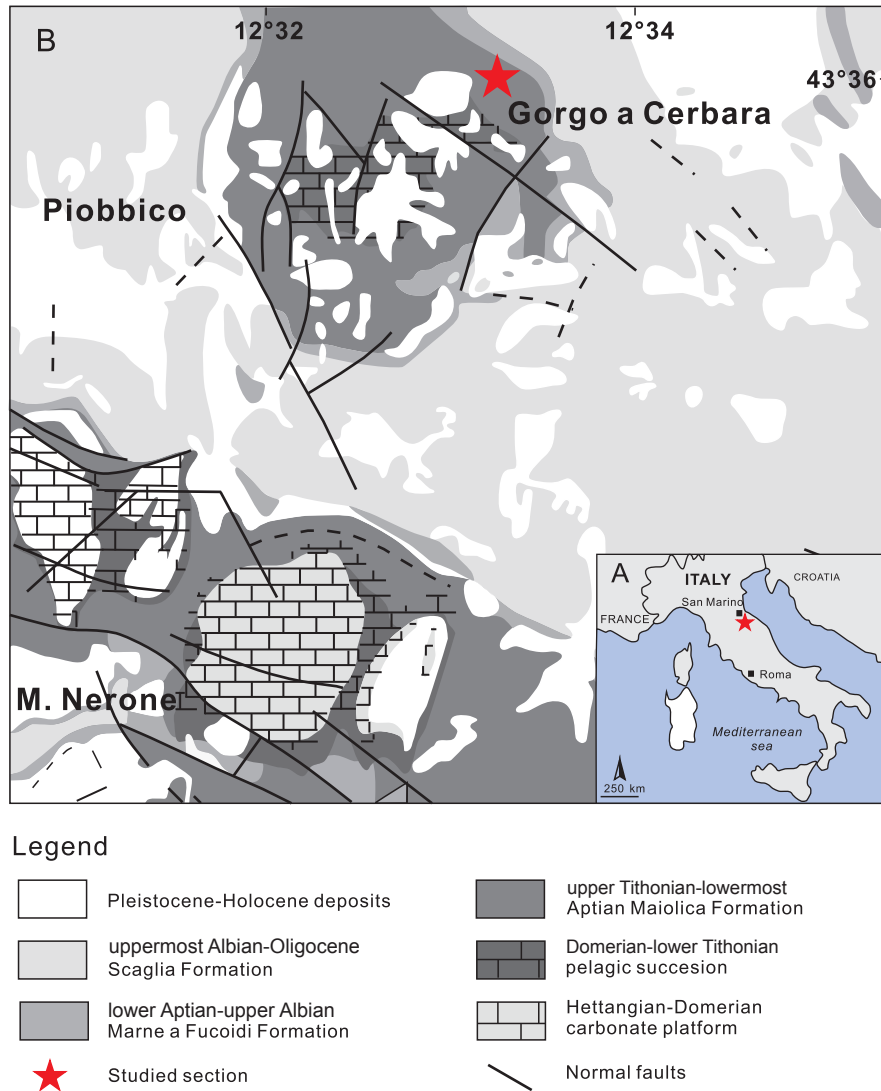 B
12°32
12°34
43°36
Gorgo a Cerbara
Piobbico
M. Nerone
A
ITALY
CROATIA
San Marino
FRANCE
Roma
Mediterranean
sea
250 km
Legend
Pleistocene-Holocene deposits
uppermost Albian-Oligocene
Scaglia Formation
lower Aptian-upper Albian
Marne a Fucoidi Formation
Studied section
upper Tithonian-lowermost
Aptian Maiolica Formation
Domerian-lower Tithonian
pelagic succesion
Hettangian-Domerian
carbonate platform
Normal faults